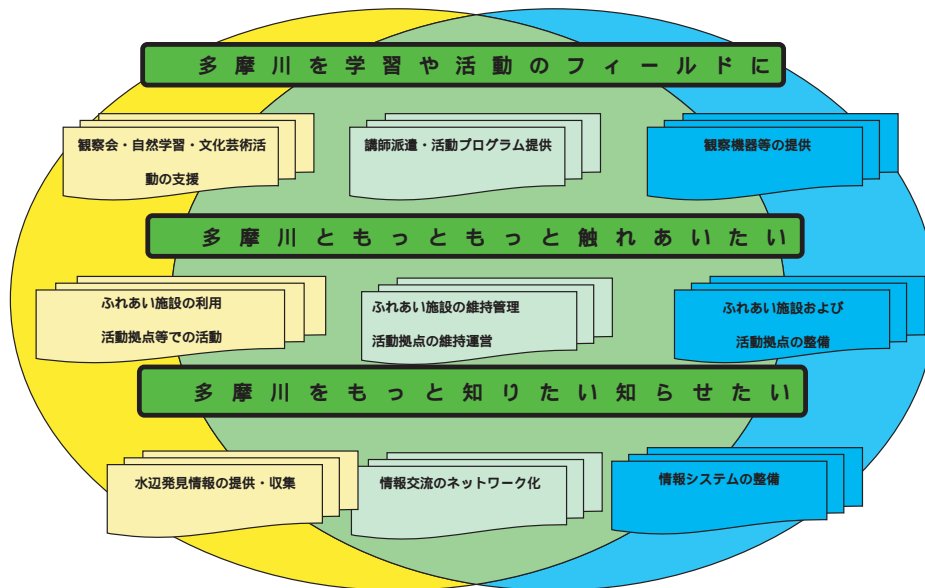 多摩川を学習や活動のフィールドに
観察会・自然学習・文化芸術活
動の支援
講師派遣・活動プログラム提供
観察機器等の提供
多摩川ともっともっと触れあいたい
ふれあい施設の利用
活動拠点等での活動
ふれあい施設の維持管理
活動拠点の維持運営
ふれあい施設および
活動拠点の整備
多摩川をもっと知りたい知らせたい
水辺発見情報の提供・収集
情報交流のネットワーク化
情報システムの整備